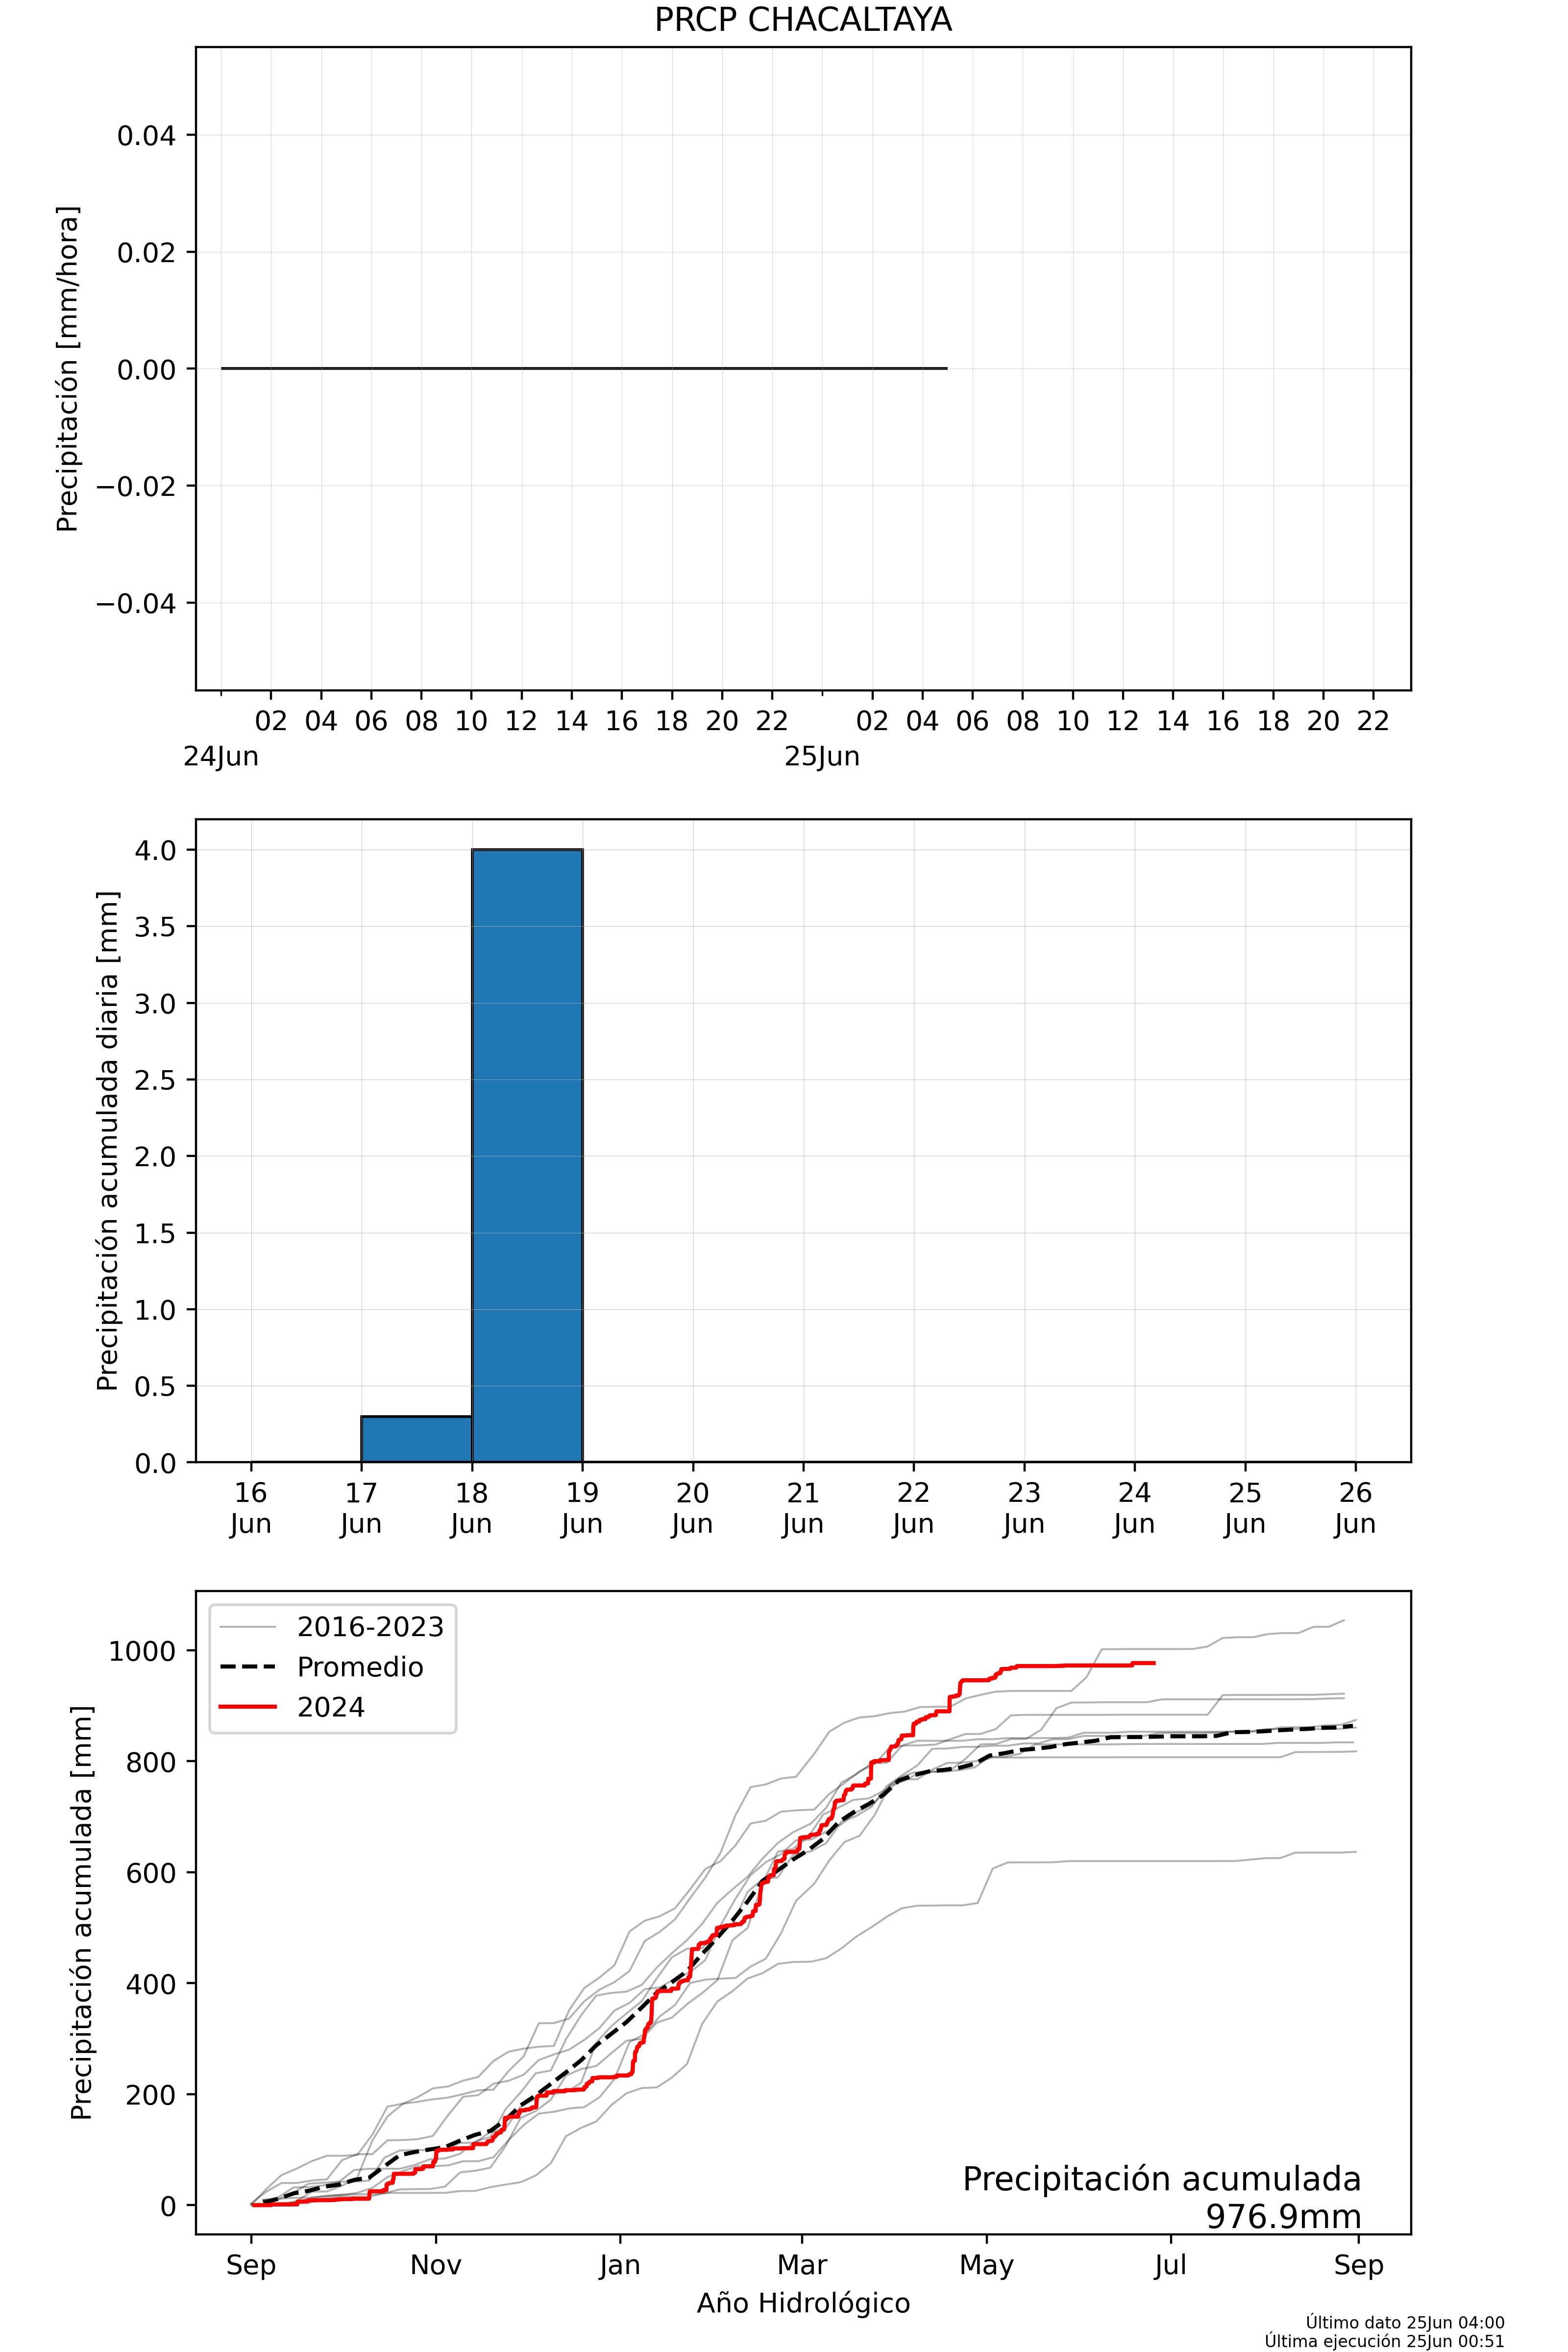 PRCP CHACALTAYA
Precipitación [mm/hora]
0.04
0.02
0.00
−0.02
−0.04
02 04 06 08 10 12 14 16 18 20 22 02 04 06 08 10 12 14 16 18 20 22
24Jun 25Jun
Precipitación acumulada diaria [mm]
4.0
3.5
3.0
2.5
2.0
1.5
1.0
0.5
0.0
16 17 18 19 20 21 22 23 24 25 26
Jun Jun Jun Jun Jun Jun Jun Jun Jun Jun Jun
Precipitación acumulada [mm]
1000
800
600
400
200
0
2016-2023
Promedio
2024
Precipitación acumulada
976.9mm
Sep Nov Jan Mar May Jul Sep
Año Hidrológico
Último dato 25Jun 04:00
Última ejecución 25Jun 00:51